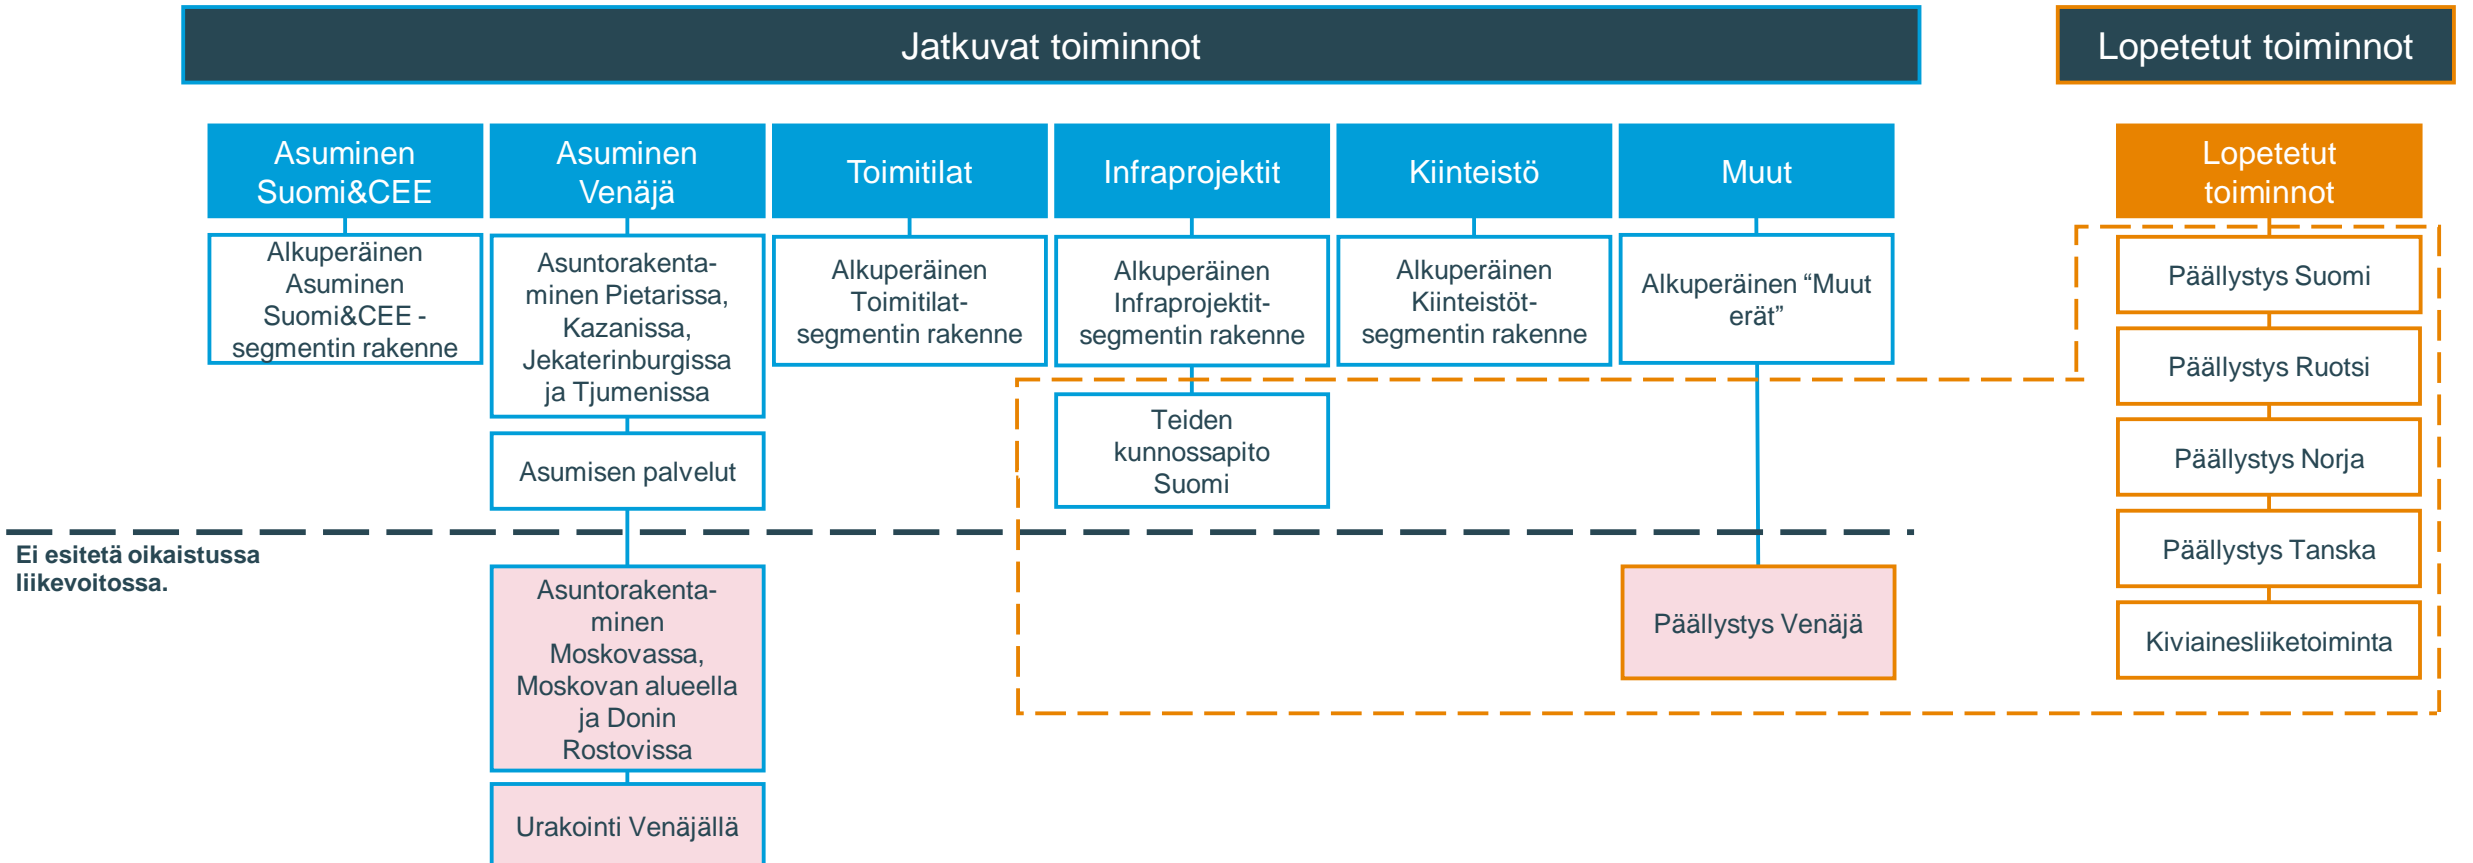 Jatkuvat toiminnot
Lopetetut toiminnot
Asuminen
Suomi&CEE
Asuminen
Venäjä
Toimitilat
Infraprojektit
Kiinteistö
Muut
Lopetetut
toiminnot
Alkuperäinen
Asuminen
Suomi&CEE -
segmentin rakenne
Asuntorakenta-
minen Pietarissa,
Kazanissa,
Jekaterinburgissa
ja Tjumenissa
Alkuperäinen
Toimitilat-
segmentin rakenne
Alkuperäinen
Infraprojektit-
segmentin rakenne
Alkuperäinen
Kiinteistöt-
segmentin rakenne
Alkuperäinen “Muut
erät”
Päällystys Suomi
Päällystys Ruotsi
Päällystys Norja
Päällystys Tanska
Kiviainesliiketoiminta
Asumisen palvelut
Teiden
kunnossapito
Suomi
Ei esitetä oikaistussa
liikevoitossa.
Asuntorakenta-
minen
Moskovassa,
Moskovan alueella
ja Donin
Rostovissa
Päällystys Venäjä
Urakointi Venäjällä